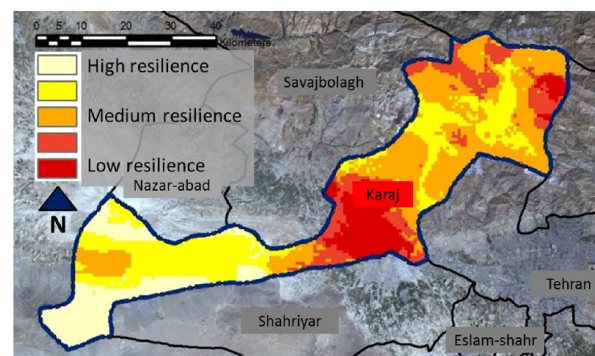 0 5 10 20 30 40
Kilometers
High resilience
Medium resilience
Low resilience
N
Nazar-abad
Savajbolagh
Karaj
Tehran
Shahriyar
Eslam-shahr